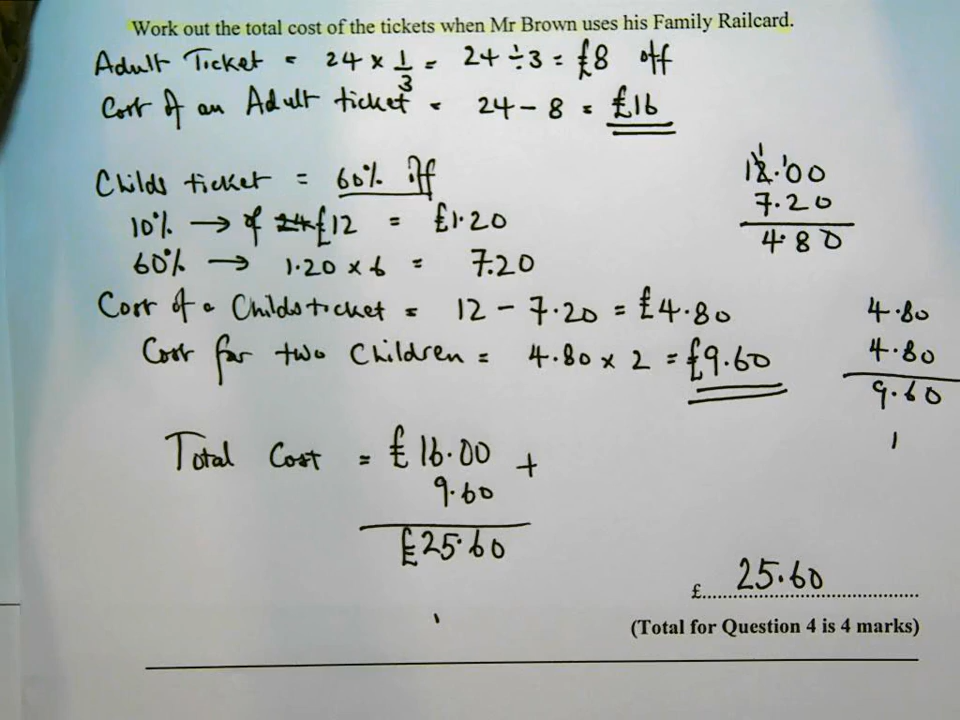 Work out the total cost of the tickets when Mr Brown uses his Family Railcard.
Adult Ticket = 24 × 1/3 = 24 ÷ 3 = £8 off
Cost of an Adult ticket = 24 - 8 = £16
Childs ticket = 60% off
10% → of 24 £12 = £1.20
60% → 1.20 × 6 = 7.20
12.00
7.20
4.80
Cost of a Childs ticket = 12 - 7.20 = £4.80
Cost for two Children = 4.80 × 2 = £9.60
4.80
4.80
9.60
1
Total Cost = £16.00 +
9.60
£25.60
1
£ 25.60
(Total for Question 4 is 4 marks)